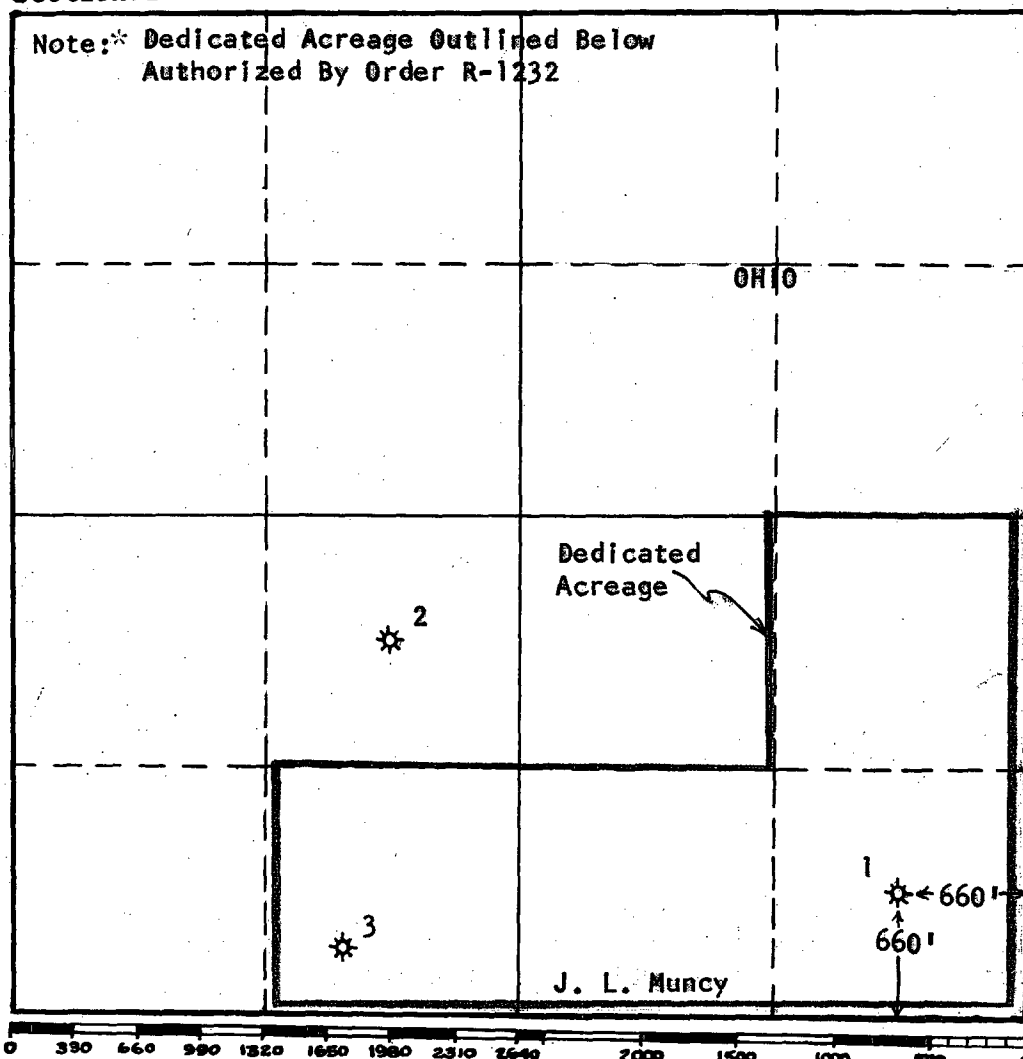 Note:* Dedicated Acreage Outlined Below
Authorized By Order R-1232
OHIO
Dedicated
Acreage
2
1
660'
660'
3
J. L. Muncy
0 330 660 990 1320 1650 1980 2310 2640 2000 1500 1000